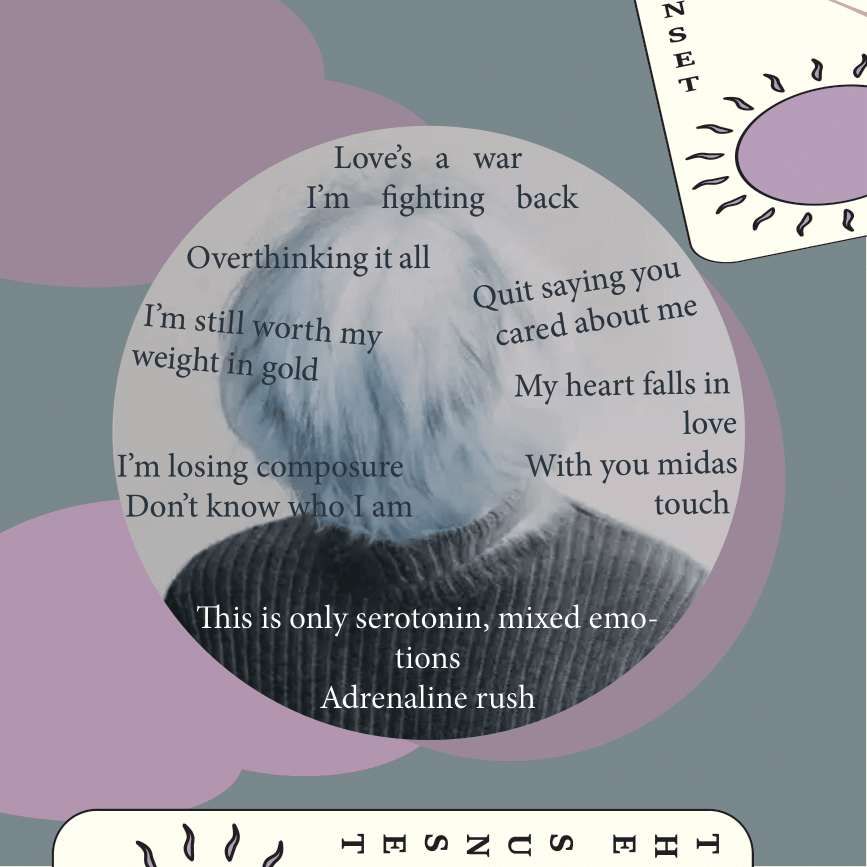 NSET
Love's a war
I'm fighting back
Overthinking it all
Quit saying you
cared about me
I'm still worth my
weight in gold
My heart falls in
love
With you midas
touch
I'm losing composure
Don't know who I am
This is only serotonin, mixed emo-
tions
Adrenaline rush
THE SUNSET